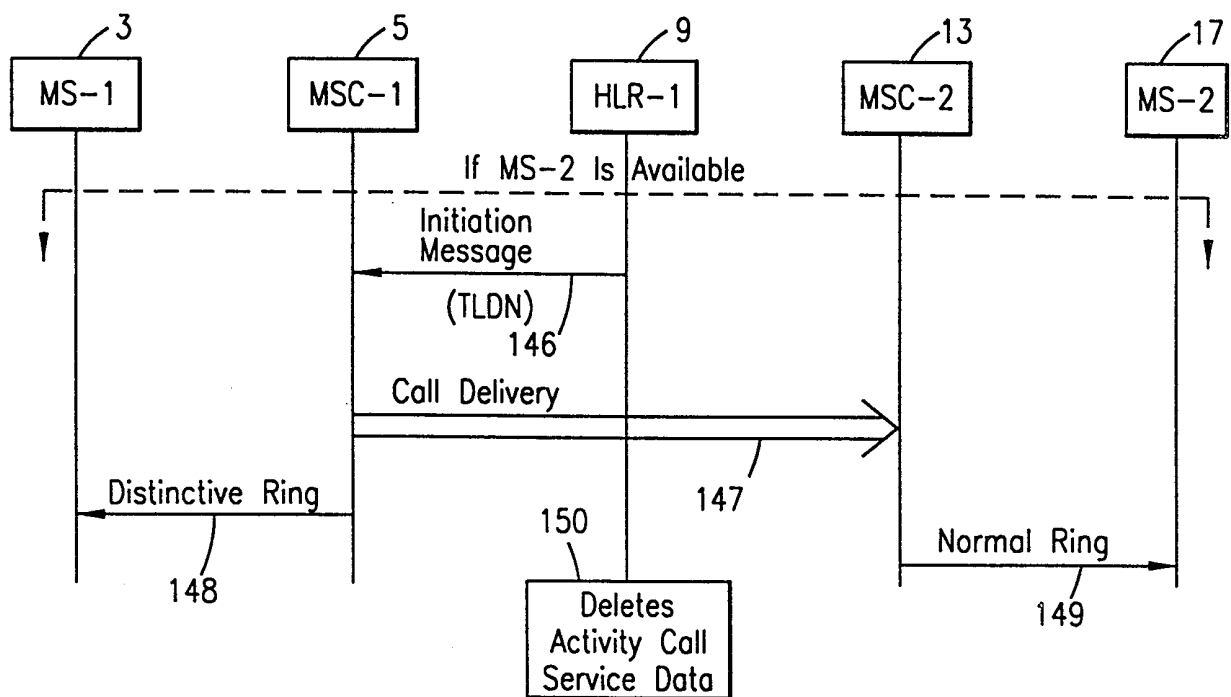 3
5
9
13
17
MS-1
MSC-1
HLR-1
MSC-2
MS-2
If MS-2 Is Available
Initiation
Message
(TLDN)
146
Call Delivery
147
Distinctive Ring
148
150
Normal Ring
149
Deletes
Activity Call
Service Data